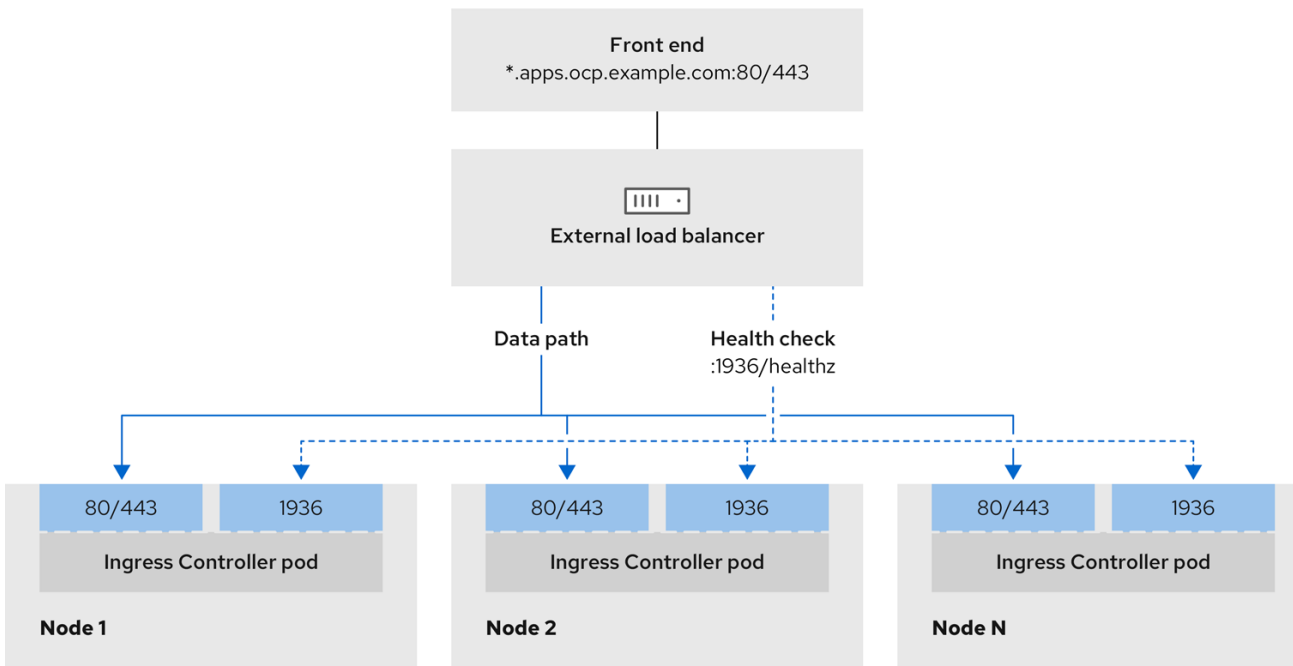 Front end
*.apps.ocp.example.com:80/443
External load balancer
Data path
Health check
:1936/healthz
80/443
1936
80/443
1936
80/443
1936
Ingress Controller pod
Ingress Controller pod
Ingress Controller pod
Node 1
Node 2
Node N